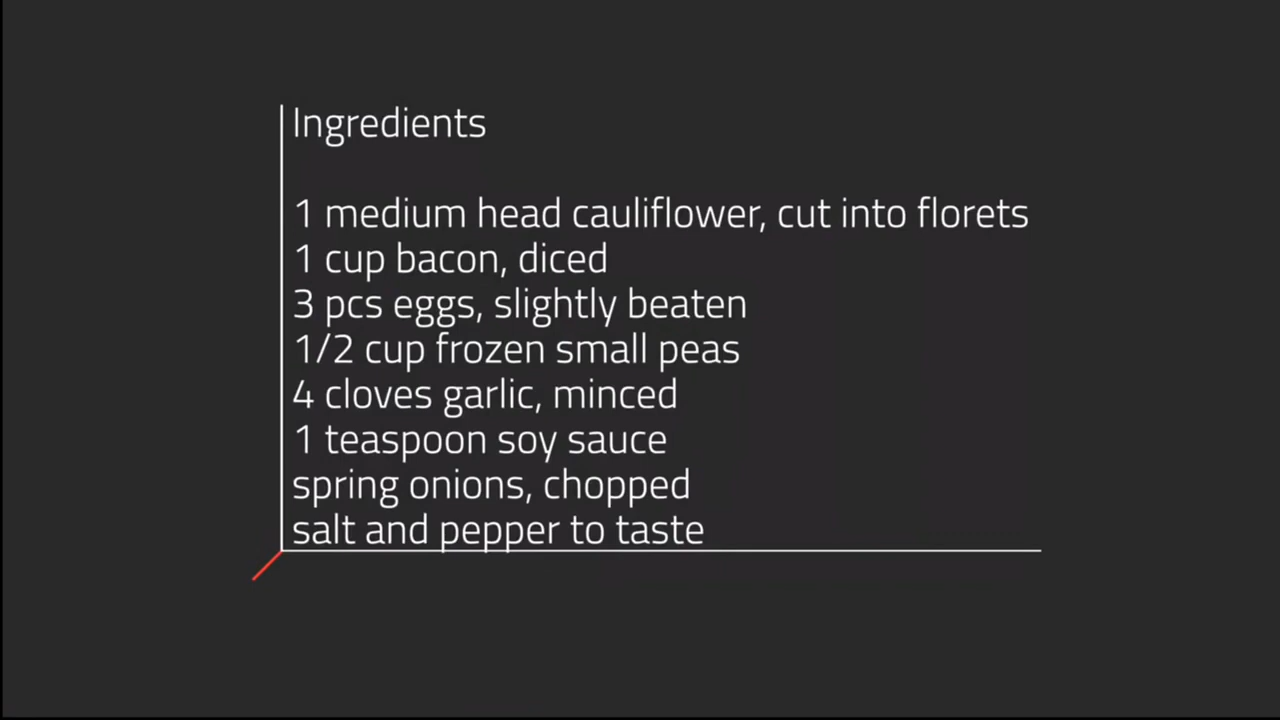 Ingredients
1 medium head cauliflower, cut into florets
1 cup bacon, diced
3 pcs eggs, slightly beaten
1/2 cup frozen small peas
4 cloves garlic, minced
1 teaspoon soy sauce
spring onions, chopped
salt and pepper to taste